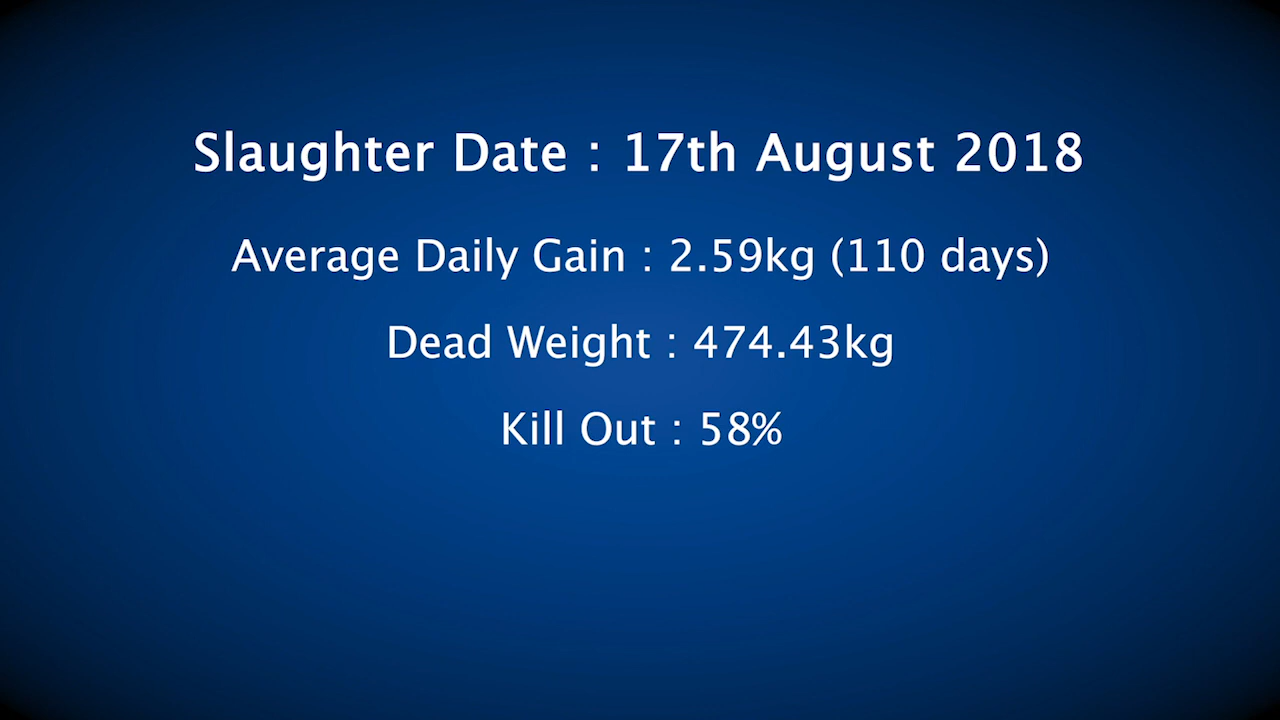 Slaughter Date : 17th August 2018
Average Daily Gain : 2.59kg (110 days)
Dead Weight : 474.43kg
Kill Out : 58%